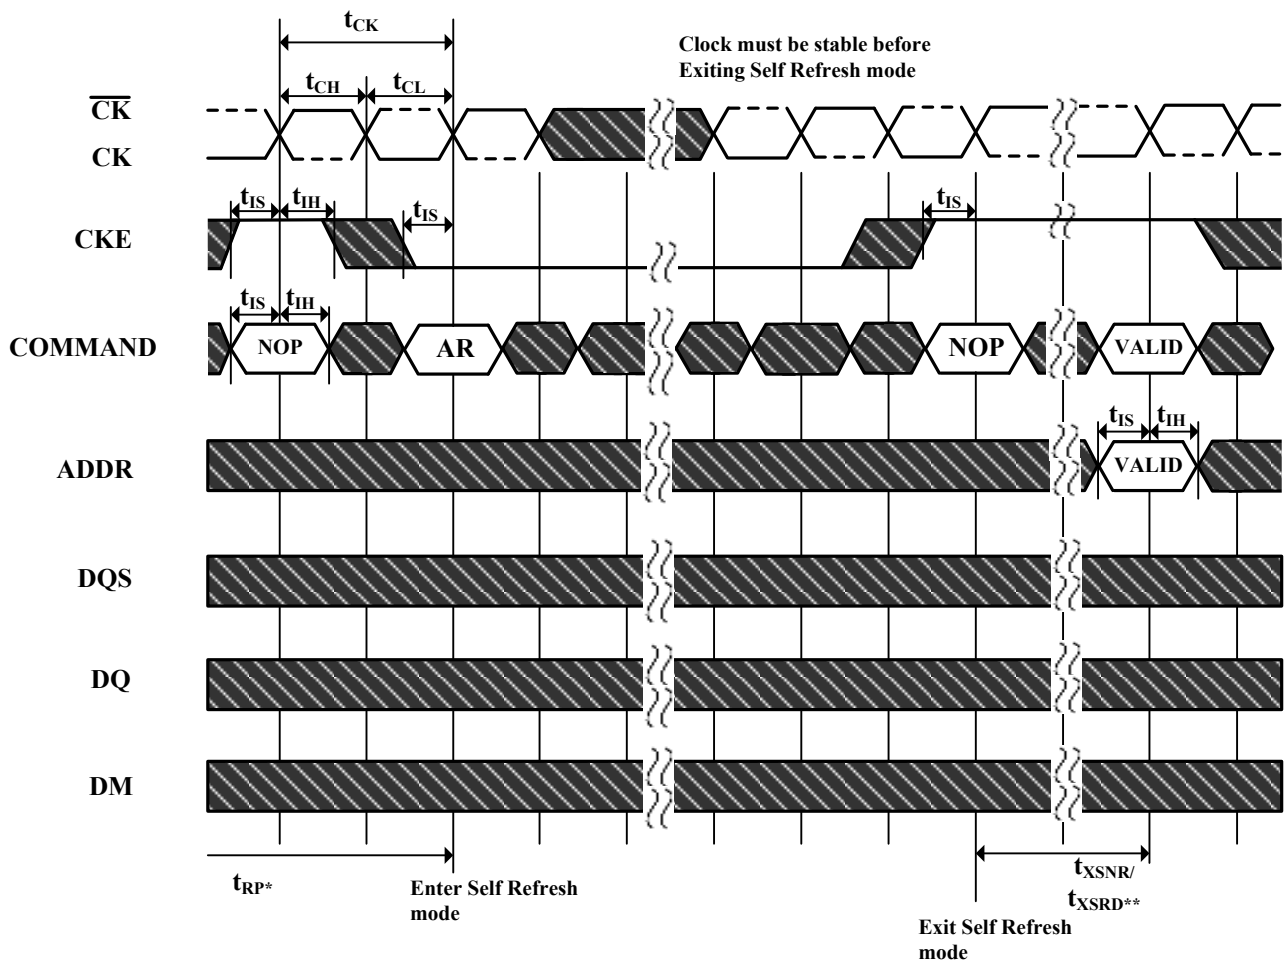 tCK
Clock must be stable before
Exiting Self Refresh mode
tCH
tCL
CK
CK
tIS
tIH
tIS
tIS
CKE
tIS
tIH
COMMAND
NOP
AR
NOP
VALID
tIS
tIH
ADDR
VALID
DQS
DQ
DM
tRP*
Enter Self Refresh
mode
tXSNR/
tXSRD**
Exit Self Refresh
mode